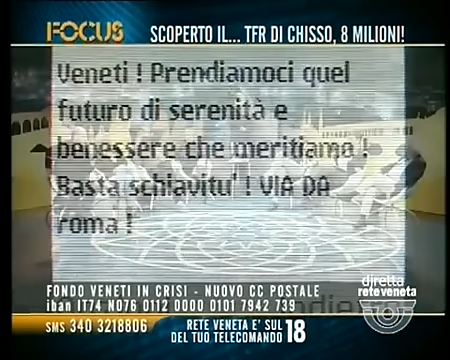 FOCUS
SCOPERTO IL... TFR DI CHISSO, 8 MILIONI!
Veneti ! Prendiamoci quel
futuro di serenità e
benessere che meritiamo !
Basta schiavitu' ! VIA DA
roma !
FONDO VENETI IN CRISI - NUOVO CC POSTALE
iban IT74 N076 0112 0000 0101 7942 739
diretta
reteveneta
SMS 340 3218806
RETE VENETA E' SUL
DEL TUO TELECOMANDO 18